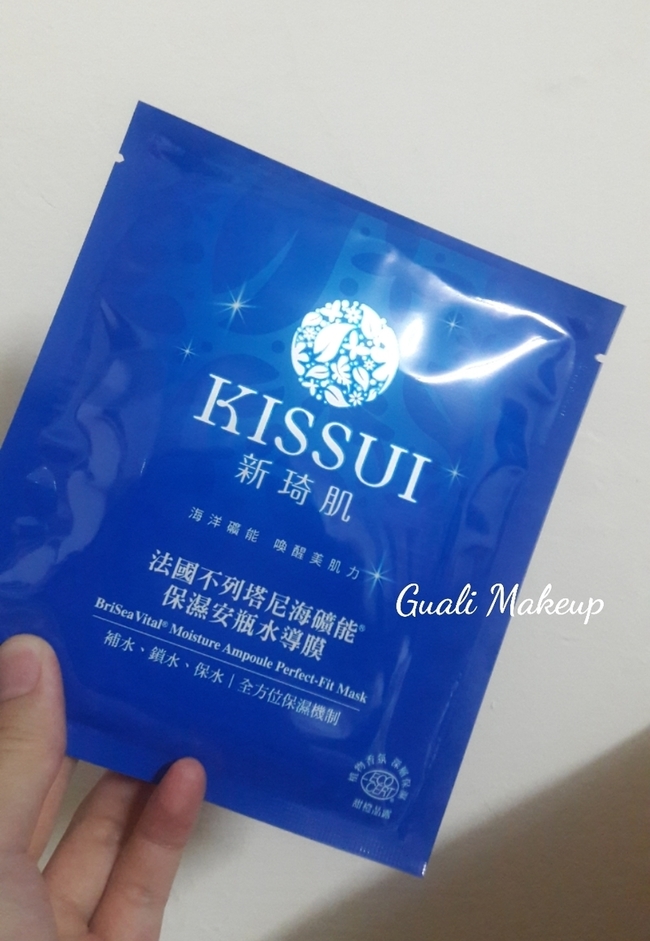 KISSUI
新琦肌
海洋礦能 喚醒美肌力
法國不列塔尼海礦能®
保濕安瓶水導膜
BriSeaVital® Moisture Ampoule Perfect-Fit Mask
補水、鎖水、保水｜全方位保濕機制
Guali Makeup
ECO
CERT